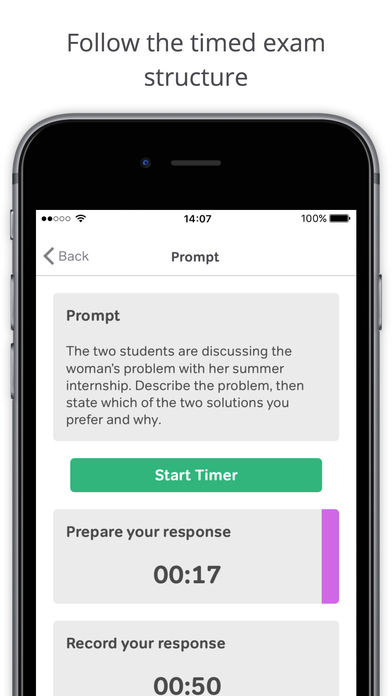 Follow the timed exam
structure
14:07
100%
Back
Prompt
Prompt
The two students are discussing the
woman's problem with her summer
internship. Describe the problem, then
state which of the two solutions you
prefer and why.
Start Timer
Prepare your response
00:17
Record your response
00:50